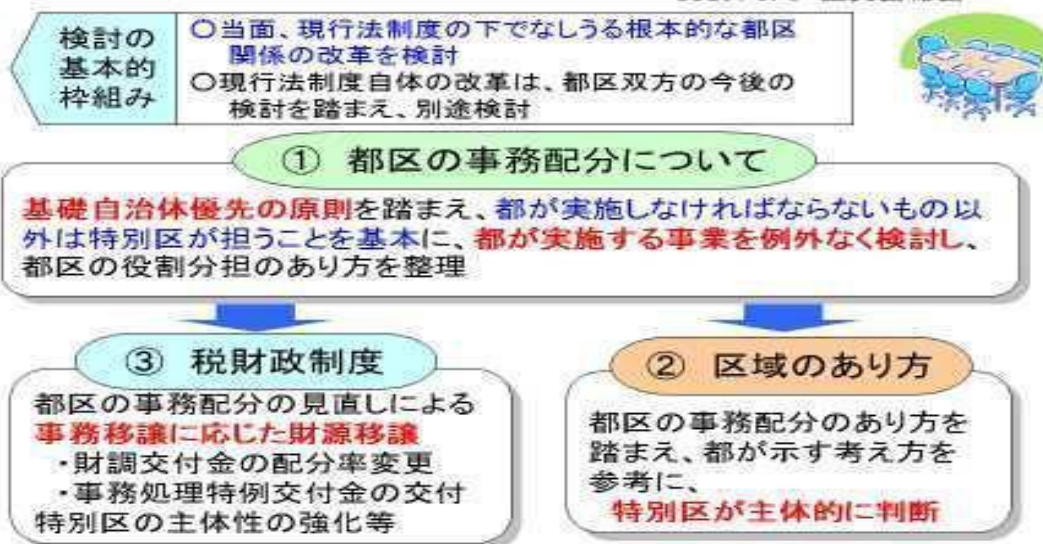 検討の
基本的
枠組み
○当面、現行法制度の下でなしうる根本的な都区
関係の改革を検討
○現行法制度自体の改革は、都区双方の今後の
検討を踏まえ、別途検討
① 都区の事務配分について
基礎自治体優先の原則を踏まえ、都が実施しなければならないもの以
外は特別区が担うことを基本に、都が実施する事業を例外なく検討し、
都区の役割分担のあり方を整理
③ 税財政制度
都区の事務配分の見直しによる
事務移譲に応じた財源移譲
・財調交付金の配分率変更
・事務処理特例交付金の交付
特別区の主体性の強化等
② 区域のあり方
都区の事務配分のあり方を
踏まえ、都が示す考え方を
参考に、
特別区が主体的に判断